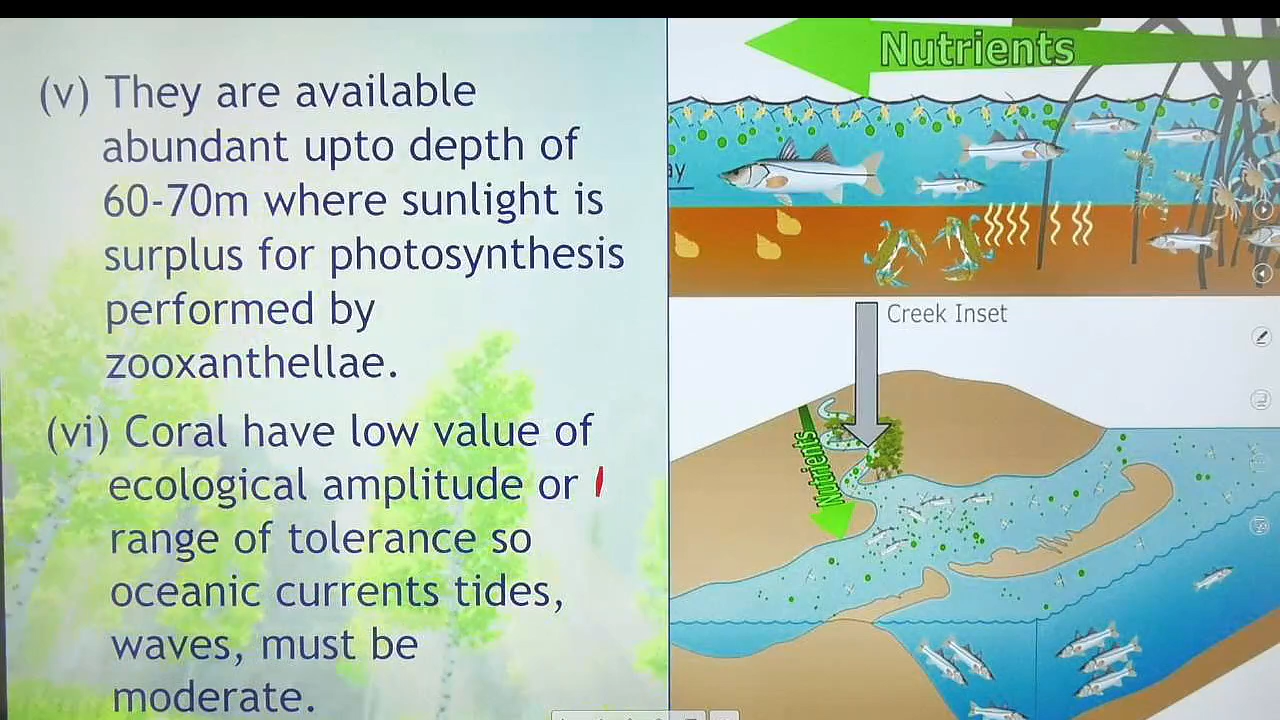 (v) They are available
abundant upto depth of
60-70m where sunlight is
surplus for photosynthesis
performed by
zooxanthellae.
(vi) Coral have low value of
ecological amplitude or
range of tolerance so
oceanic currents tides,
waves, must be
moderate.
Nutrients
ay
Creek Inset
Nutrients